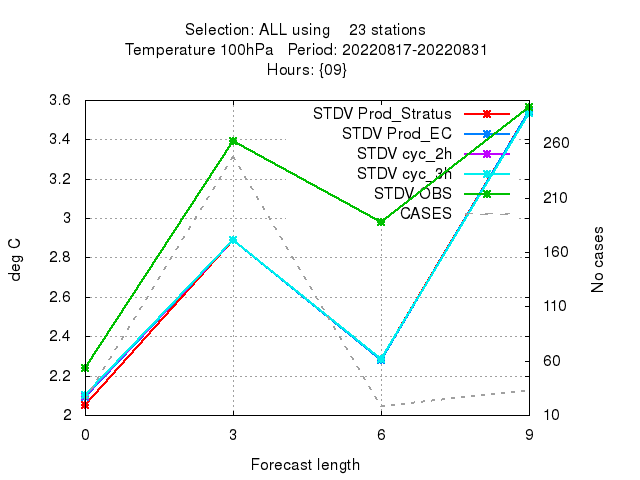 Selection: ALL using    23 stations
Temperature 100hPa   Period: 20220817-20220831
Hours: {09}
STDV Prod_Stratus
STDV Prod_EC
STDV cyc_2h
STDV cyc_3h
STDV OBS
CASES
3.6
3.4
3.2
3
2.8
2.6
2.4
2.2
2
deg C
260
210
160
110
60
10
No cases
0
3
6
9
Forecast length